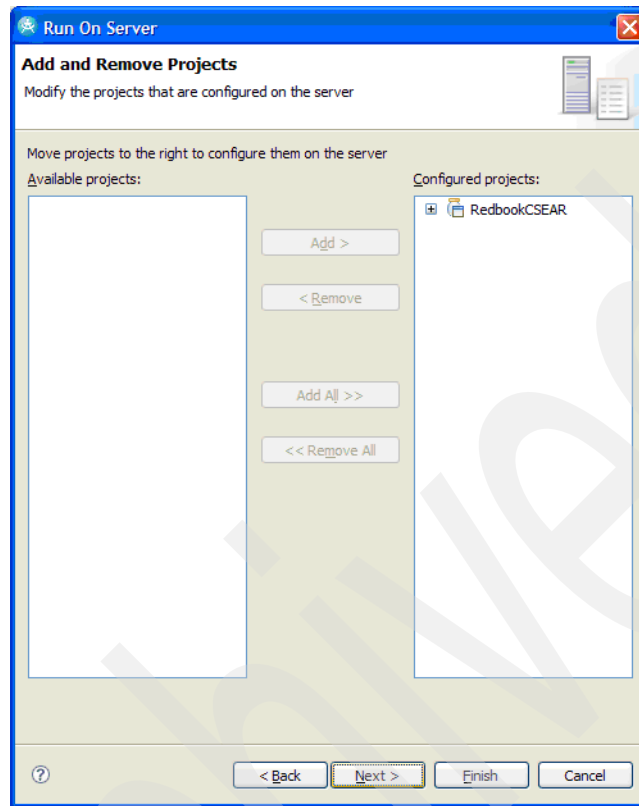 Run On Server
Add and Remove Projects
Modify the projects that are configured on the server
Move projects to the right to configure them on the server
Available projects:
Configured projects:
RedbookCSEAR
Add >
< Remove
Add All >>
<< Remove All
?
< Back
Next >
Finish
Cancel